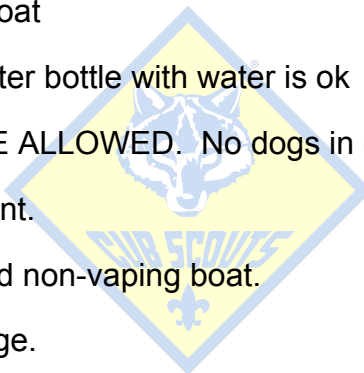 oat
ter bottle with water is ok
E ALLOWED.  No dogs in
nt.
CUB SCOUTS
d non-vaping boat.
ge.